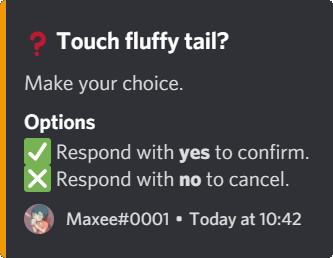 ❓ Touch fluffy tail?
Make your choice.
Options
✅ Respond with yes to confirm.
❎ Respond with no to cancel.
Maxee#0001 • Today at 10:42